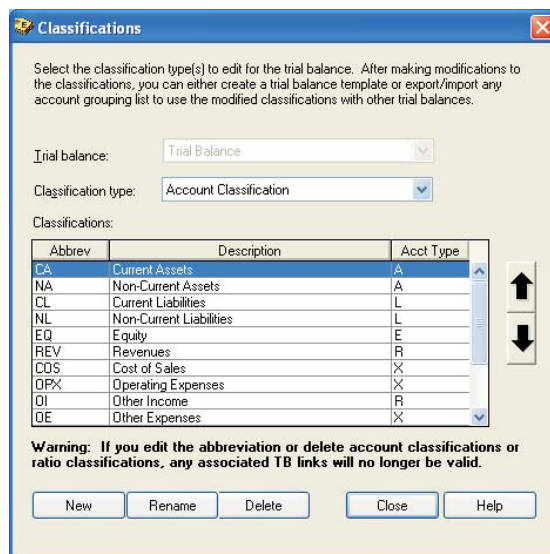 Classifications
Select the classification type(s) to edit for the trial balance. After making modifications to
the classifications, you can either create a trial balance template or export/import any
account grouping list to use the modified classifications with other trial balances.
Trial balance: Trial Balance
Classification type: Account Classification
Classifications:
Abbrev Description Acct Type
CA Current Assets A
NA Non-Current Assets A
CL Current Liabilities L
NL Non-Current Liabilities L
EQ Equity E
REV Revenues R
COS Cost of Sales X
OPX Operating Expenses X
OI Other Income R
OE Other Expenses X
Warning: If you edit the abbreviation or delete account classifications or
ratio classifications, any associated TB links will no longer be valid.
New Rename Delete Close Help